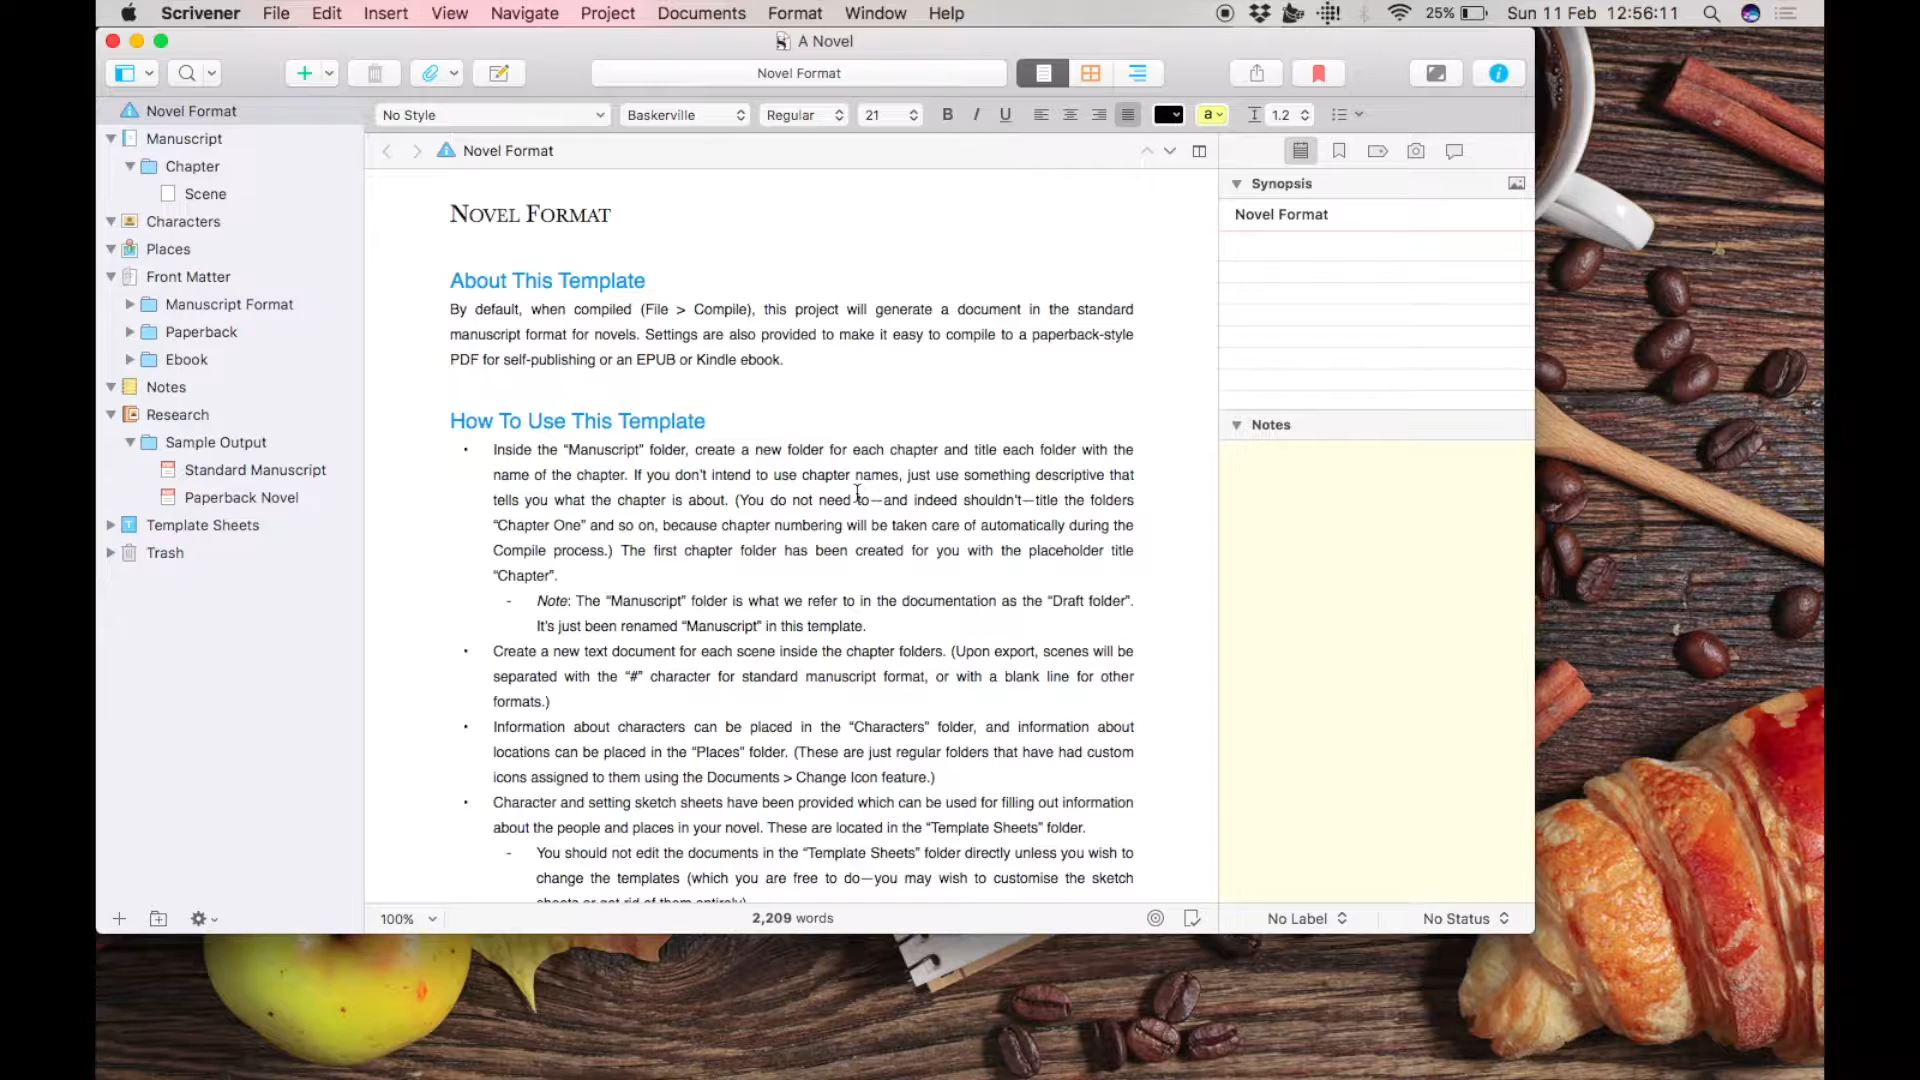 Scrivener File Edit Insert View Navigate Project Documents Format Window Help 25% Sun 11 Feb 12:56:11
A Novel
Novel Format
No Style Baskerville Regular 21 B I U a 1.2
Novel Format
Manuscript
Chapter
Scene
Characters
Places
Front Matter
Manuscript Format
Paperback
Ebook
Notes
Research
Sample Output
Standard Manuscript
Paperback Novel
Template Sheets
Trash
Novel Format
NOVEL FORMAT
About This Template
By default, when compiled (File > Compile), this project will generate a document in the standard
manuscript format for novels. Settings are also provided to make it easy to compile to a paperback-style
PDF for self-publishing or an EPUB or Kindle ebook.
How To Use This Template
• Inside the “Manuscript” folder, create a new folder for each chapter and title each folder with the
name of the chapter. If you don’t intend to use chapter names, just use something descriptive that
tells you what the chapter is about. (You do not need to—and indeed shouldn’t—title the folders
“Chapter One” and so on, because chapter numbering will be taken care of automatically during the
Compile process.) The first chapter folder has been created for you with the placeholder title
“Chapter”.
- Note: The “Manuscript” folder is what we refer to in the documentation as the “Draft folder”.
It’s just been renamed “Manuscript” in this template.
• Create a new text document for each scene inside the chapter folders. (Upon export, scenes will be
separated with the “#” character for standard manuscript format, or with a blank line for other
formats.)
• Information about characters can be placed in the “Characters” folder, and information about
locations can be placed in the “Places” folder. (These are just regular folders that have had custom
icons assigned to them using the Documents > Change Icon feature.)
• Character and setting sketch sheets have been provided which can be used for filling out information
about the people and places in your novel. These are located in the “Template Sheets” folder.
- You should not edit the documents in the “Template Sheets” folder directly unless you wish to
change the templates (which you are free to do—you may wish to customise the sketch
sheets or get rid of them entirely)
Synopsis
Novel Format
Notes
100% 2,209 words No Label No Status